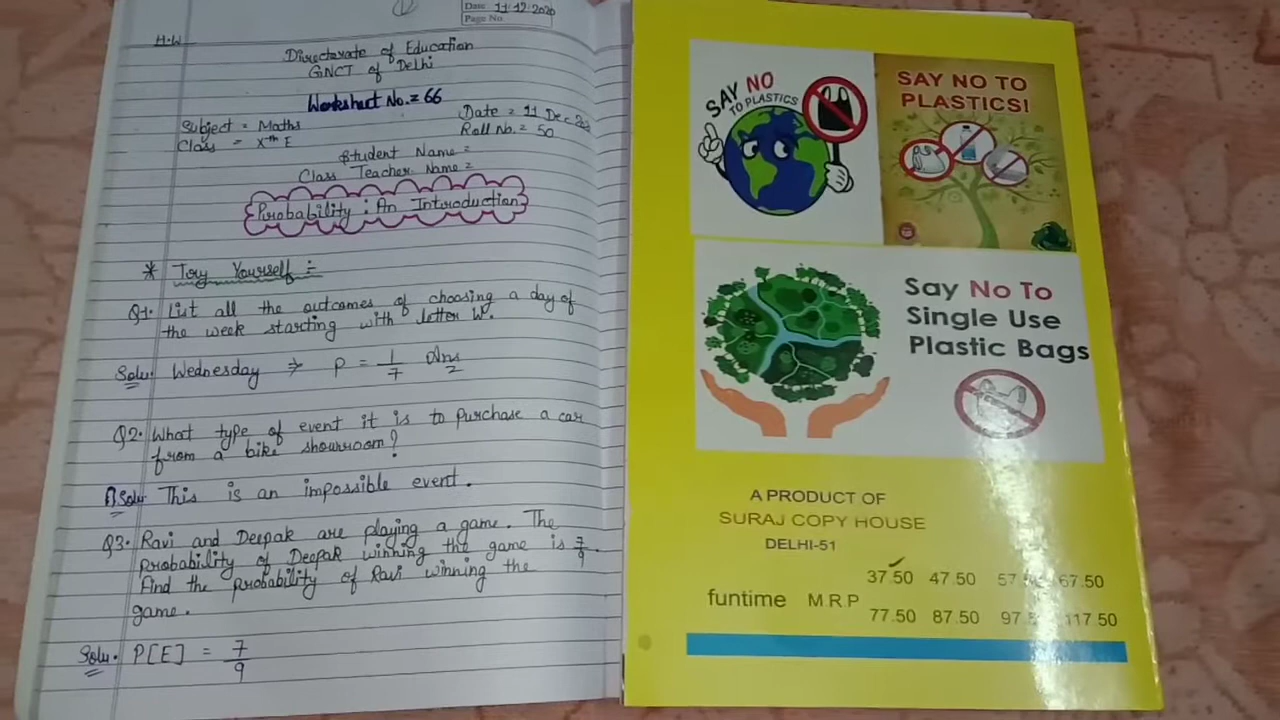 1
Date 11.12.2020
Page No.
H.W
Directorate of Education
GNCT of Delhi
Worksheet No. = 66
Subject = Maths
Date = 11 Dec 20
Class = Xth E
Roll No. = 50
Student Name =
Class Teacher Name =
Probability : An Introduction
* Try Yourself :-
Q1. List all the outcomes of choosing a day of
the week starting with letter W.
Solu. Wednesday ⇒ P = 1/7 Ans
Q2. What type of event it is to purchase a car
from a bike showroom?
Solu. This is an impossible event.
Q3. Ravi and Deepak are playing a game. The
probability of Deepak winning the game is 7/9.
Find the probability of Ravi winning the
game.
Solu. P[E] = 7/9
SAY NO
TO PLASTICS
SAY NO TO
PLASTICS!
Say No To
Single Use
Plastic Bags
A PRODUCT OF
SURAJ COPY HOUSE
DELHI-51
37.50 47.50 67.50
funtime M R P
77.50 87.50 117.50